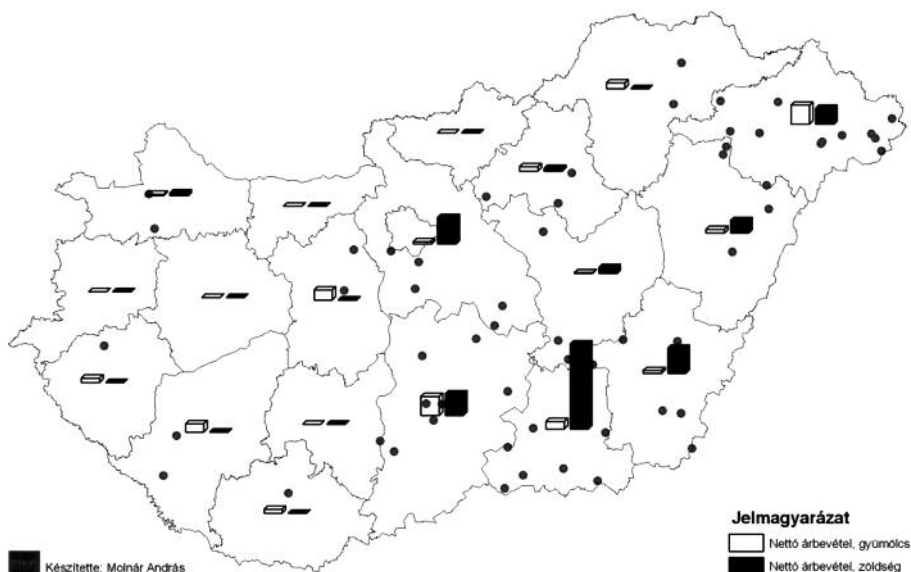 Jelmagyarázat
Nettó árbevétel, gyümölcs
Nettó árbevétel, zöldség
Készítette: Molnár András